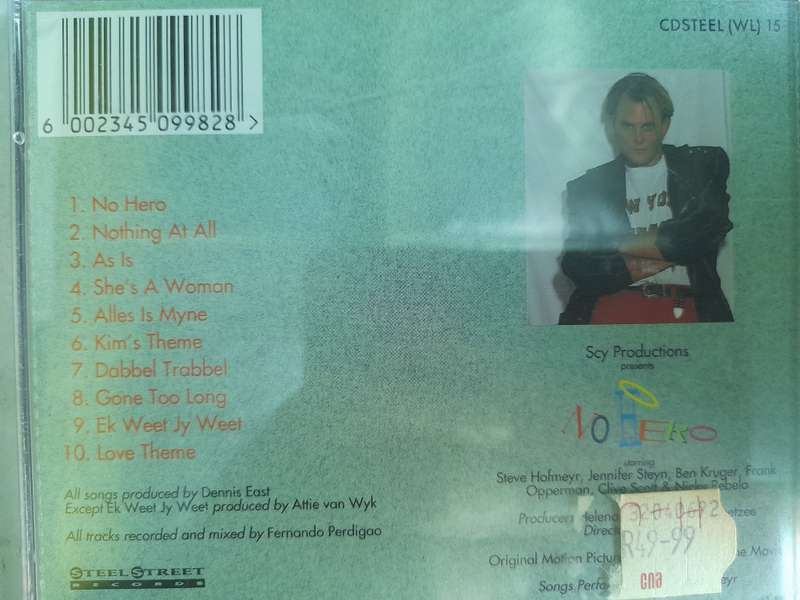 CDSTEEL (WL) 15
6 002345 099828 >
1. No Hero
2. Nothing At All
3. As Is
4. She's A Woman
5. Alles Is Myne
6. Kim's Theme
7. Dabbel Trabbel
8. Gone Too Long
9. Ek Weet Jy Weet
10. Love Theme
All songs produced by Dennis East
Except Ek Weet Jy Weet produced by Attie van Wyk
All tracks recorded and mixed by Fernando Perdigao
STEEL STREET
RECORDS
Scy Productions
presents
NO HERO
starring
Steve Hofmeyr, Jennifer Steyn, Ben Kruger, Frank
Opperman, Clive Scott & Nicky Rebelo
Producers Helena
Original Motion
Songs
R49-99
cna